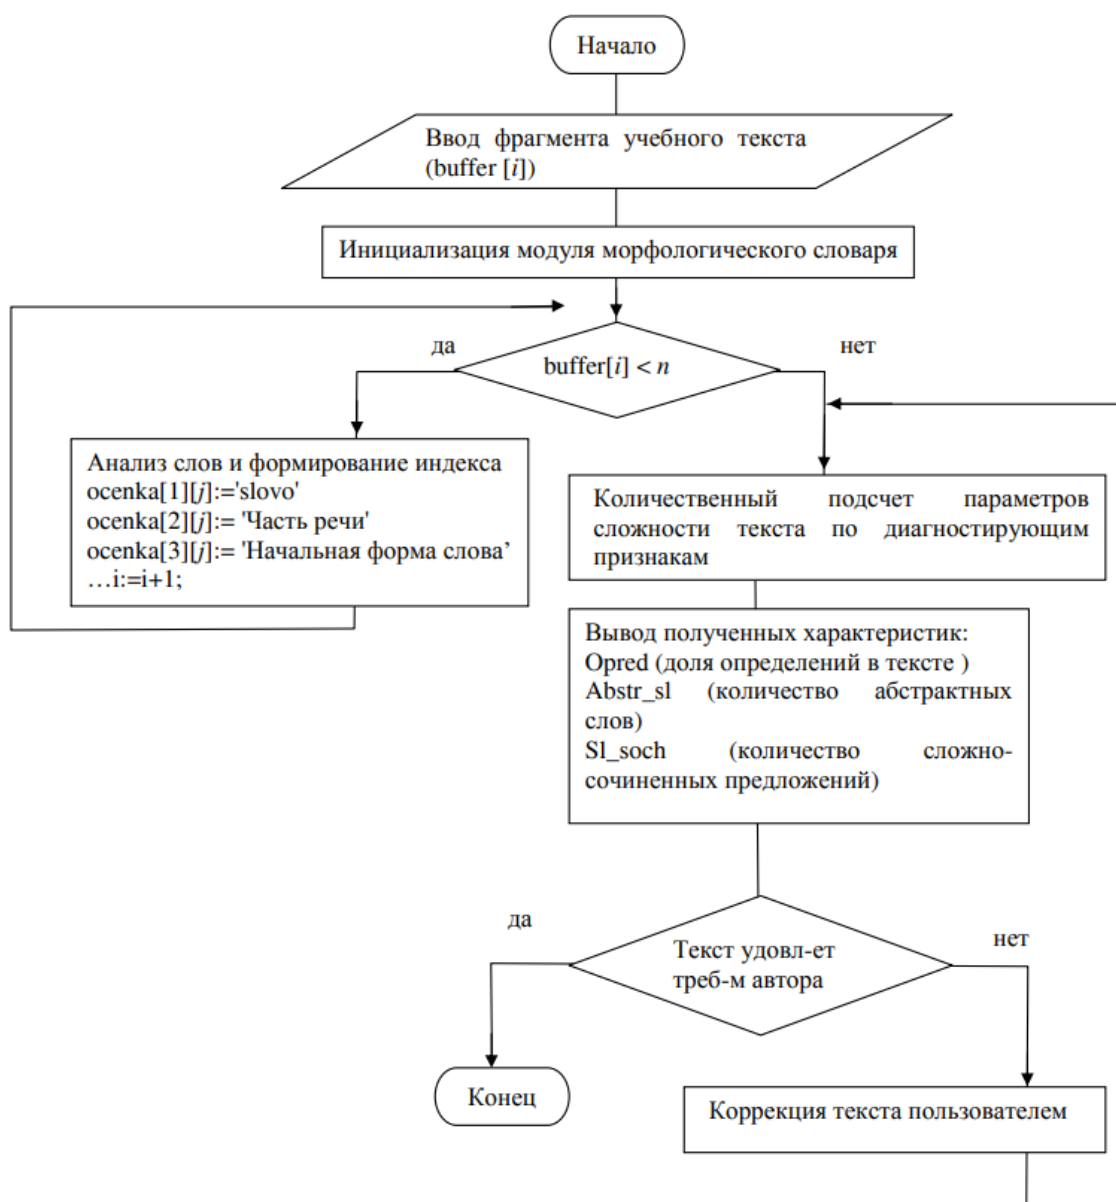 Начало
Ввод фрагмента учебного текста
(buffer [i])
Инициализация модуля морфологического словаря
да
нет
buffer[i] < n
Анализ слов и формирование индекса
ocenka[1][j]:='slovo'
ocenka[2][j]:= 'Часть речи'
ocenka[3][j]:= 'Начальная форма слова’
…i:=i+1;
Количественный подсчет параметров
сложности текста по диагностирующим
признакам
Вывод полученных характеристик:
Opred (доля определений в тексте )
Abstr_sl (количество абстрактных
слов)
Sl_soch (количество сложно-
сочиненных предложений)
да
нет
Текст удовл-ет
треб-м автора
Конец
Коррекция текста пользователем